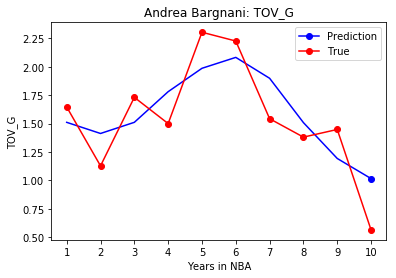 Andrea Bargnani: TOV_G
Prediction
True
TOV_G
2.25
2.00
1.75
1.50
1.25
1.00
0.75
0.50
1 2 3 4 5 6 7 8 9 10
Years in NBA